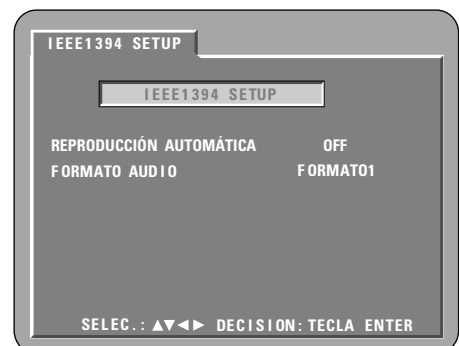 IEEE1394 SETUP
IEEE1394 SETUP
REPRODUCCIÓN AUTOMÁTICA OFF
FORMATO AUDIO FORMATO1
SELEC.: ▲▼◄► DECISION: TECLA ENTER